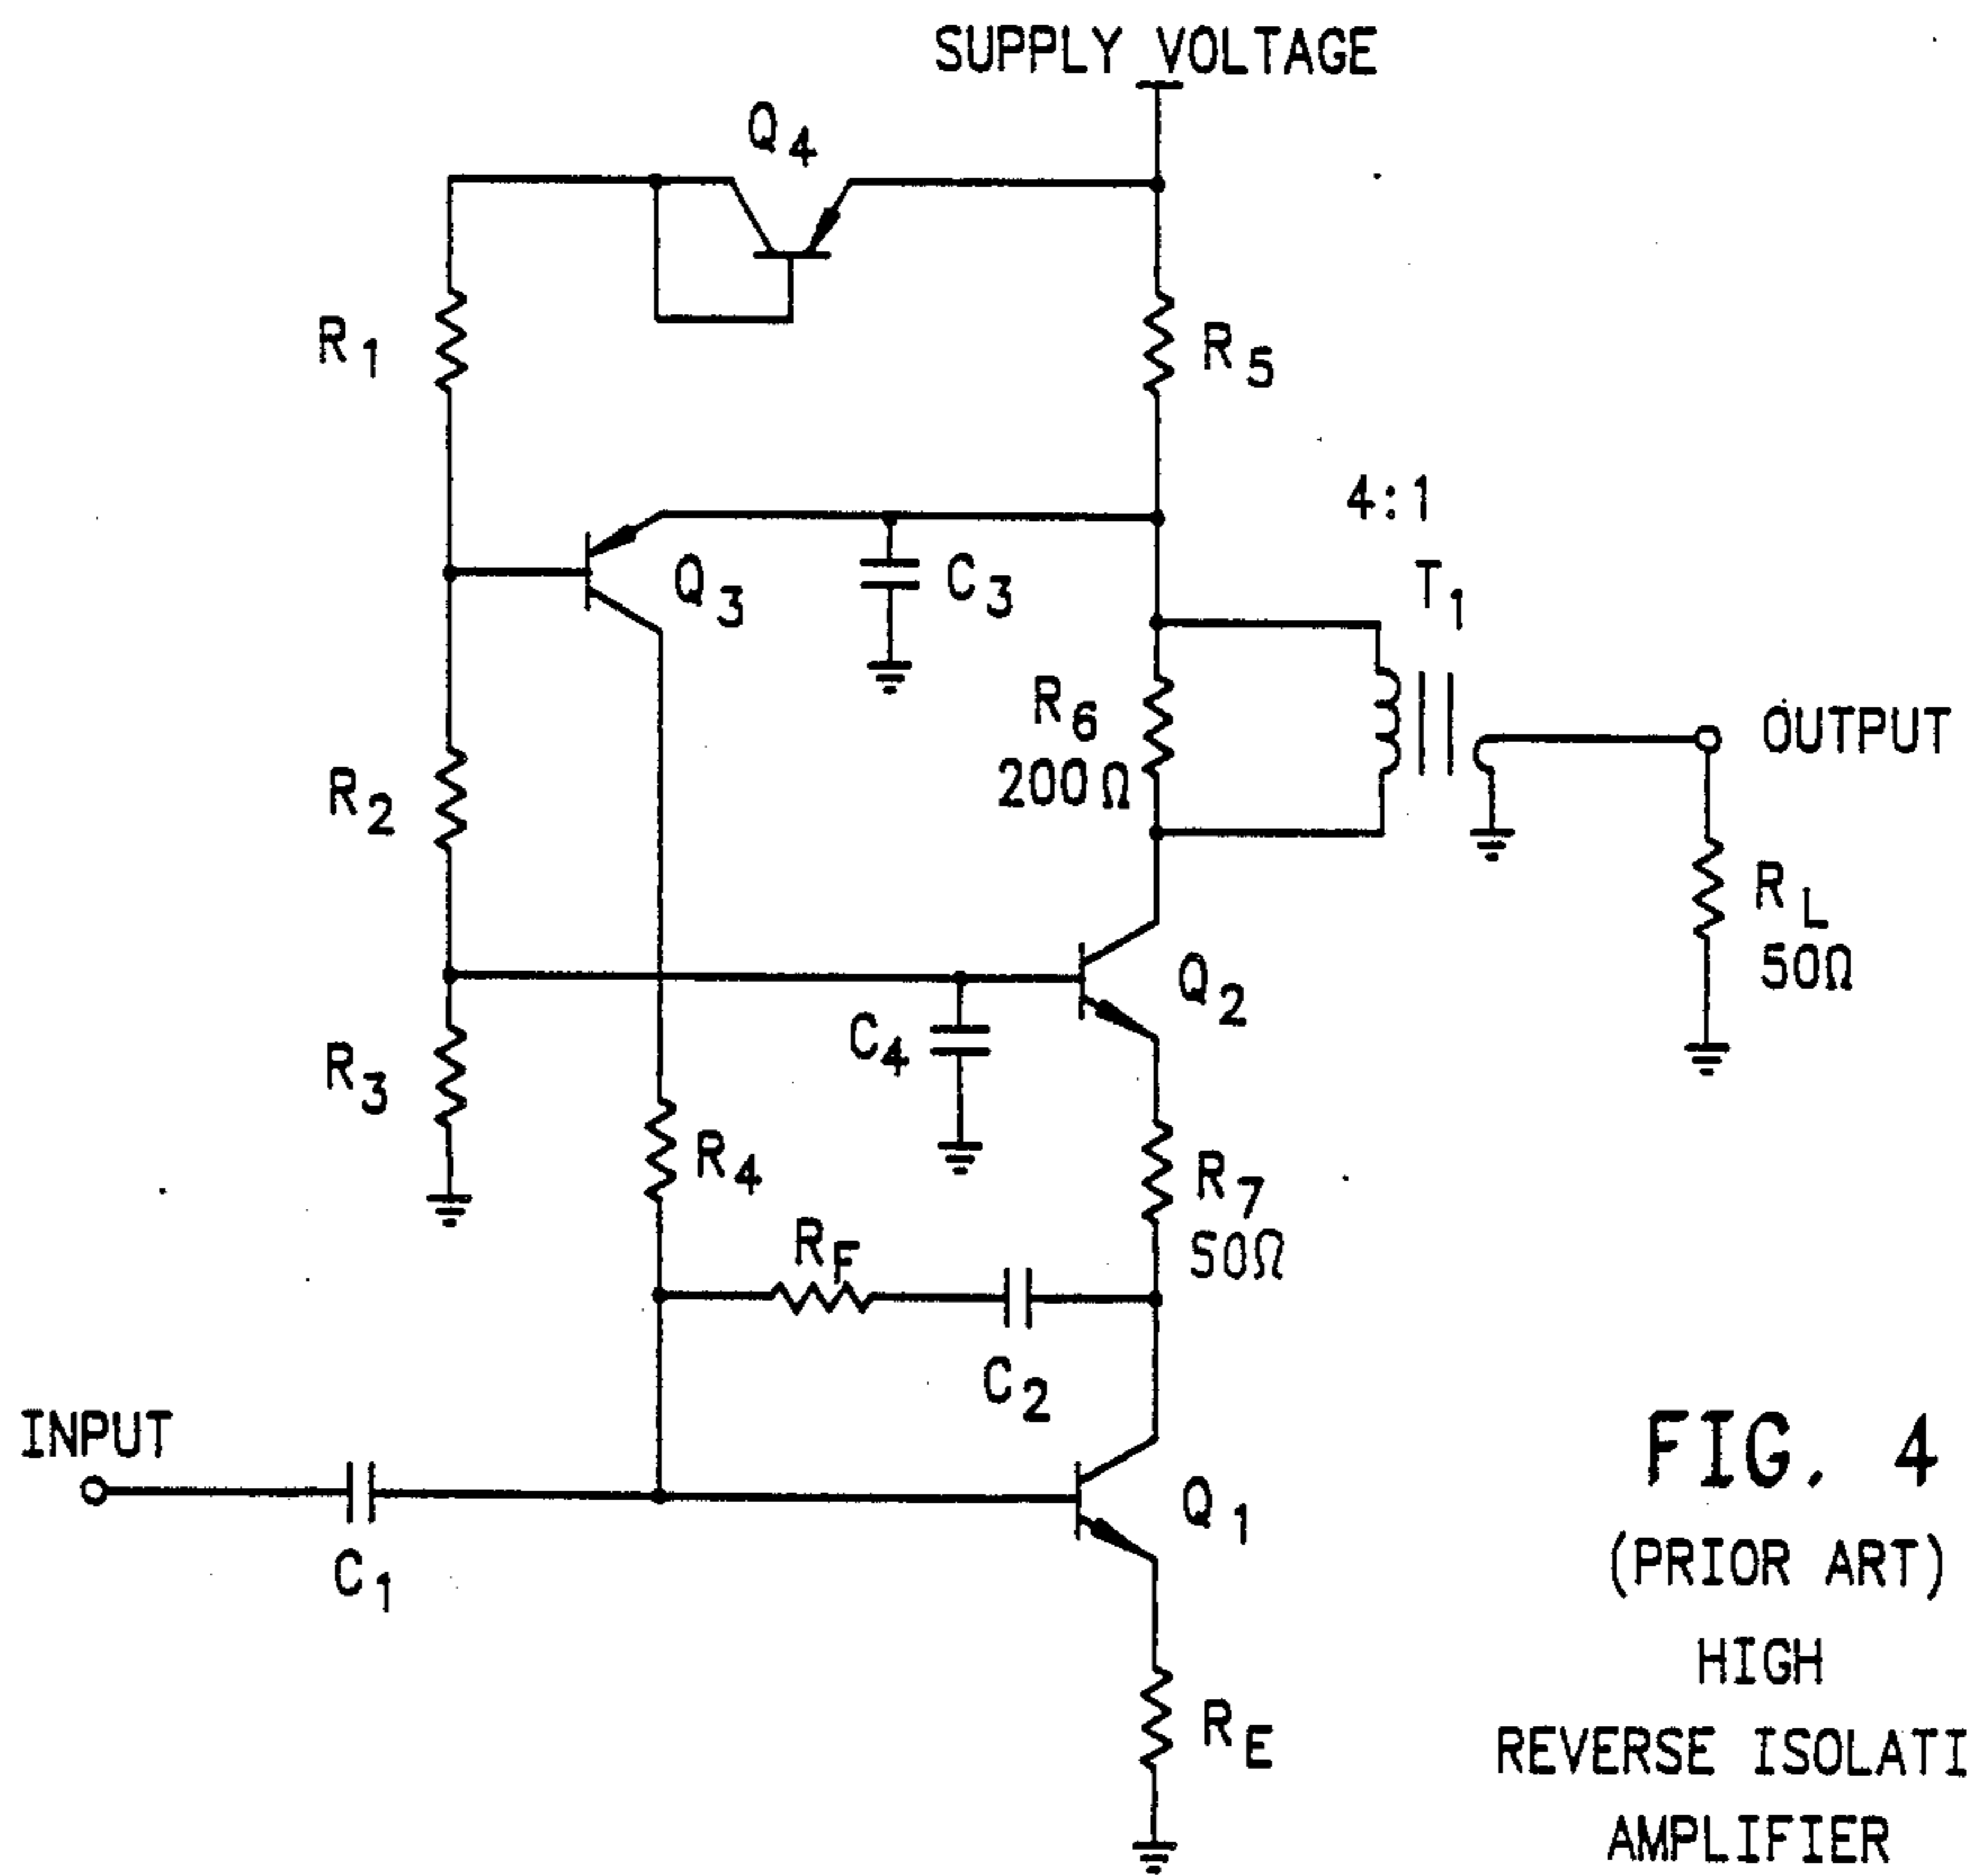 SUPPLY VOLTAGE
Q4
R1
R5
4:1
T1
Q3
C3
R6
200Ω
OUTPUT
R2
RL
50Ω
Q2
C4
R3
R4
R7
50Ω
RF
C2
INPUT
Q1
C1
RE
FIG. 4
(PRIOR ART)
HIGH
REVERSE ISOLATI
AMPLIFIER